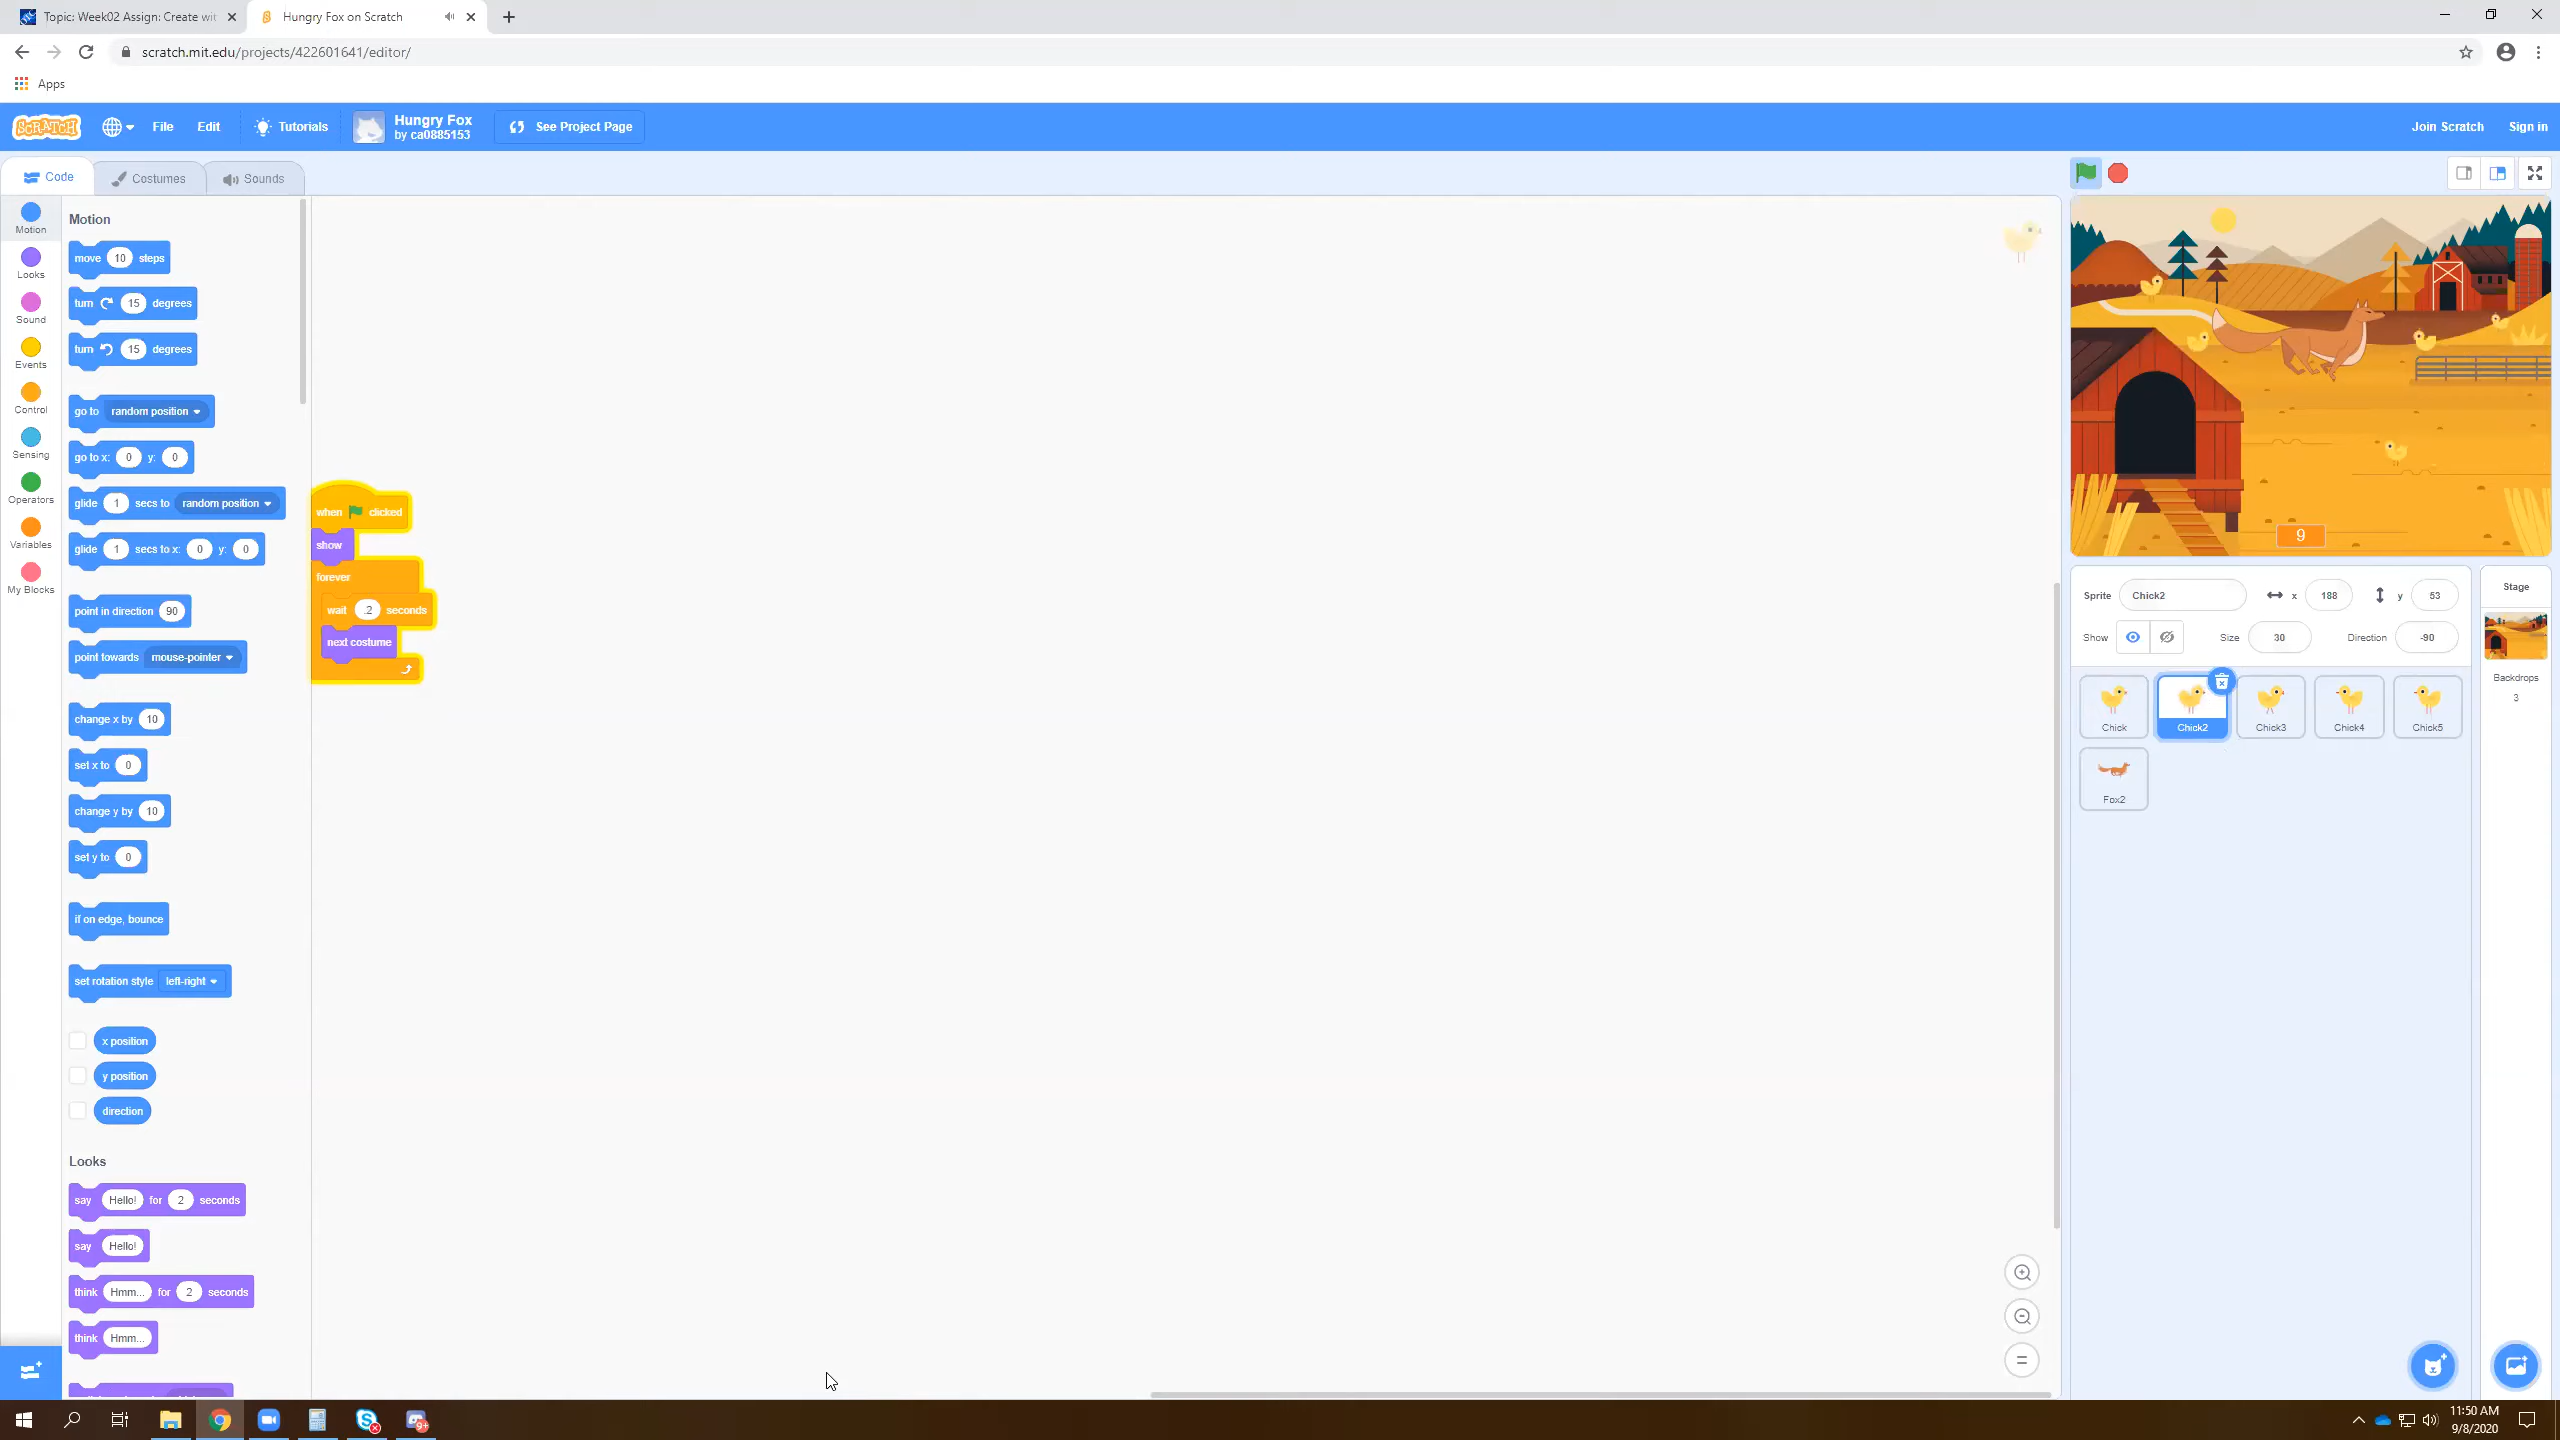 Topic: Week02 Assign: Create wit
Hungry Fox on Scratch
scratch.mit.edu/projects/422601641/editor/
Apps
SCRATCH
File
Edit
Tutorials
Hungry Fox
by ca0885153
See Project Page
Join Scratch
Sign in
Code
Costumes
Sounds
Motion
Looks
Sound
Events
Control
Sensing
Operators
Variables
My Blocks
Motion
move 10 steps
turn 15 degrees
turn 15 degrees
go to random position
go to x: 0 y: 0
glide 1 secs to random position
glide 1 secs to x: 0 y: 0
point in direction 90
point towards mouse-pointer
change x by 10
set x to 0
change y by 10
set y to 0
if on edge, bounce
set rotation style left-right
x position
y position
direction
Looks
say Hello! for 2 seconds
say Hello!
think Hmm... for 2 seconds
think Hmm...
when clicked
show
forever
wait .2 seconds
next costume
9
Sprite Chick2 x 188 y 53
Show Size 30 Direction -90
Chick
Chick2
Chick3
Chick4
Chick5
Fox2
Stage
Backdrops
3
9+
11:50 AM
9/8/2020